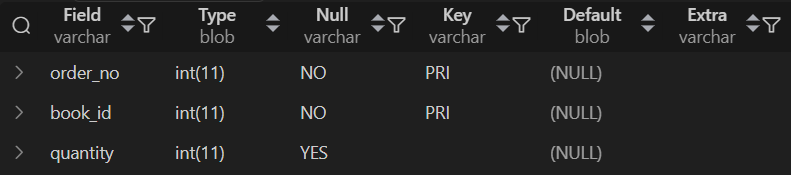 Field Type Null Key Default Extra
varchar blob varchar varchar blob varchar
order_no int(11) NO PRI (NULL)
book_id int(11) NO PRI (NULL)
quantity int(11) YES (NULL)